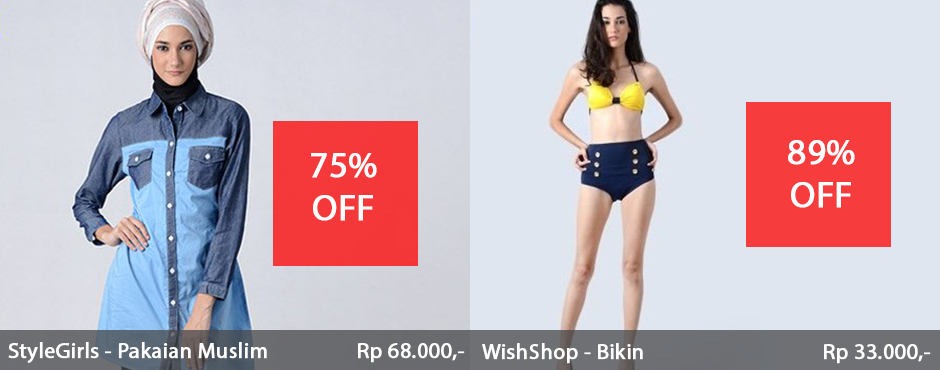 75%
OFF
89%
OFF
StyleGirls - Pakaian Muslim
Rp 68.000,-
WishShop - Bikin
Rp 33.000,-